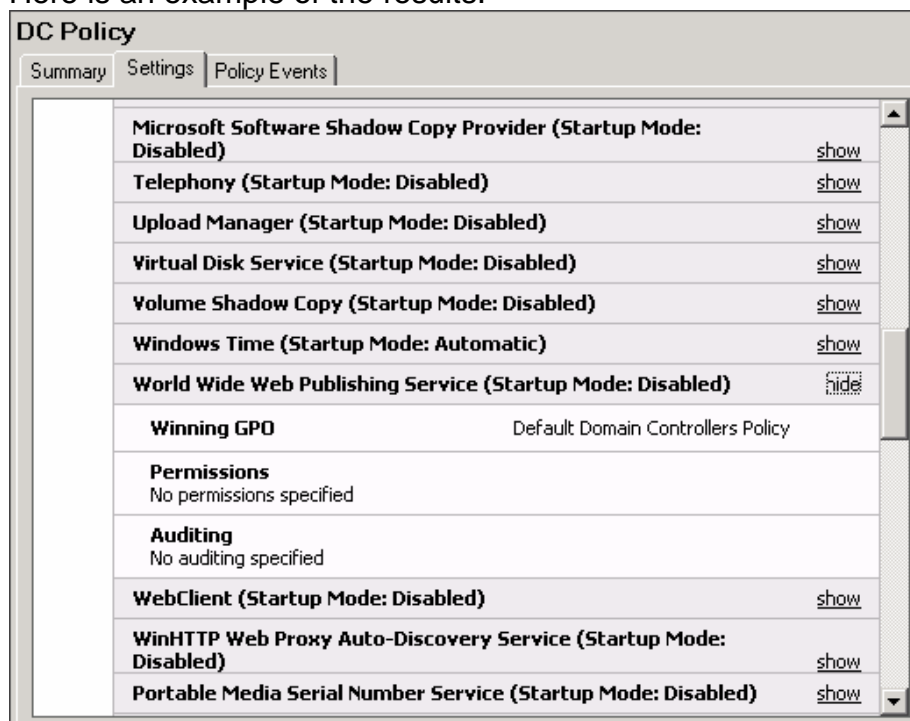 Here is an example of the results.
DC Policy
Summary Settings Policy Events
Microsoft Software Shadow Copy Provider (Startup Mode:
Disabled) show
Telephony (Startup Mode: Disabled) show
Upload Manager (Startup Mode: Disabled) show
Virtual Disk Service (Startup Mode: Disabled) show
Volume Shadow Copy (Startup Mode: Disabled) show
Windows Time (Startup Mode: Automatic) show
World Wide Web Publishing Service (Startup Mode: Disabled) hide
Winning GPO Default Domain Controllers Policy
Permissions
No permissions specified
Auditing
No auditing specified
WebClient (Startup Mode: Disabled) show
WinHTTP Web Proxy Auto-Discovery Service (Startup Mode:
Disabled) show
Portable Media Serial Number Service (Startup Mode: Disabled) show